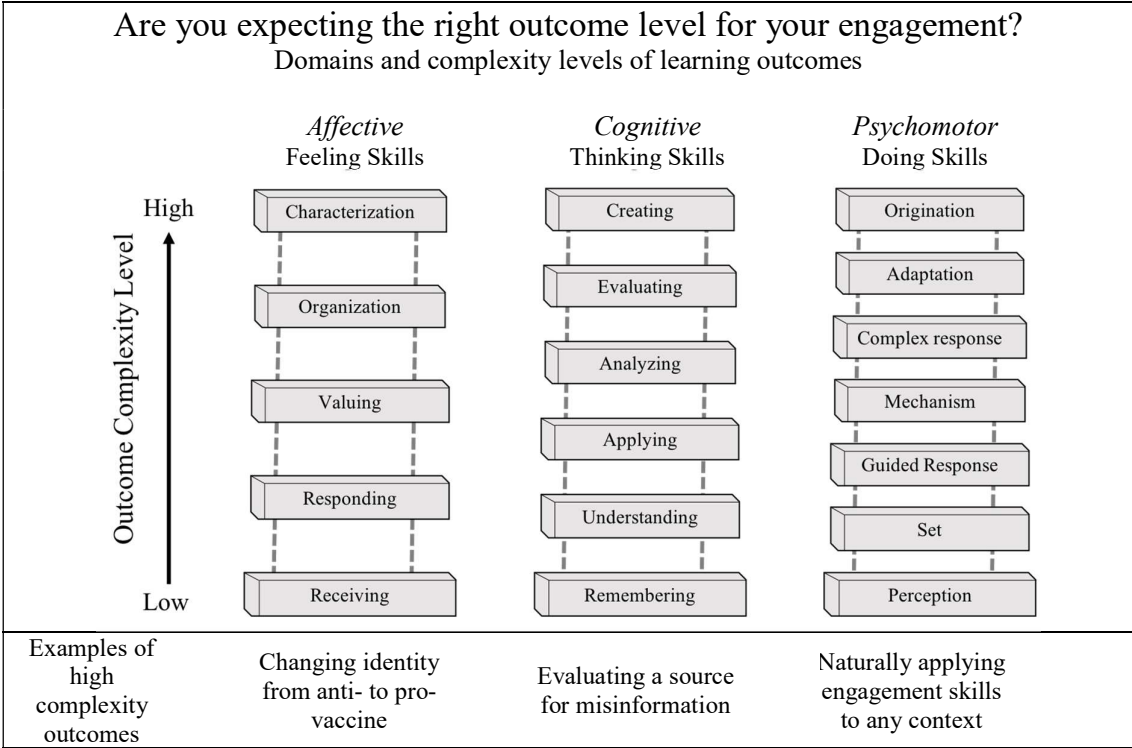 Are you expecting the right outcome level for your engagement?
Domains and complexity levels of learning outcomes
Affective
Feeling Skills
Cognitive
Thinking Skills
Psychomotor
Doing Skills
High
Outcome Complexity Level
Low
Characterization
Organization
Valuing
Responding
Receiving
Creating
Evaluating
Analyzing
Applying
Understanding
Remembering
Origination
Adaptation
Complex response
Mechanism
Guided Response
Set
Perception
Examples of
high
complexity
outcomes
Changing identity
from anti- to pro-
vaccine
Evaluating a source
for misinformation
Naturally applying
engagement skills
to any context